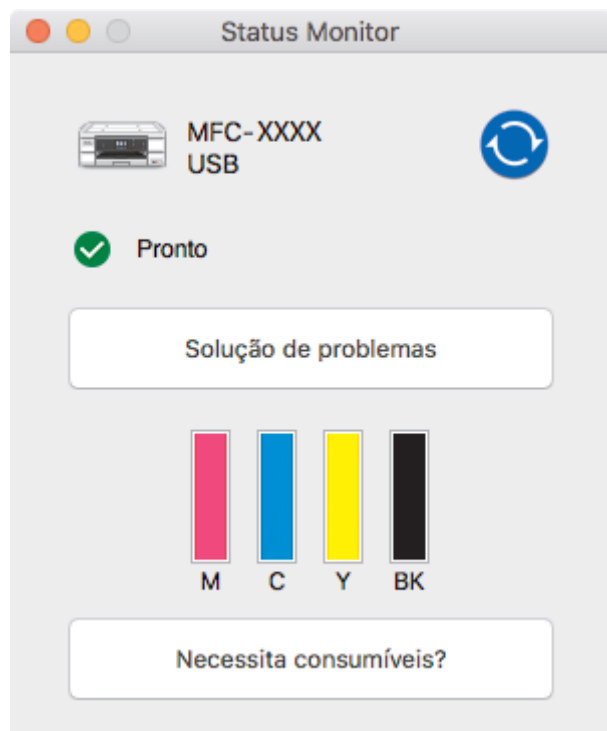 Status Monitor
MFC-XXXX
USB
Pronto
Solução de problemas
M C Y BK
Necessita consumíveis?